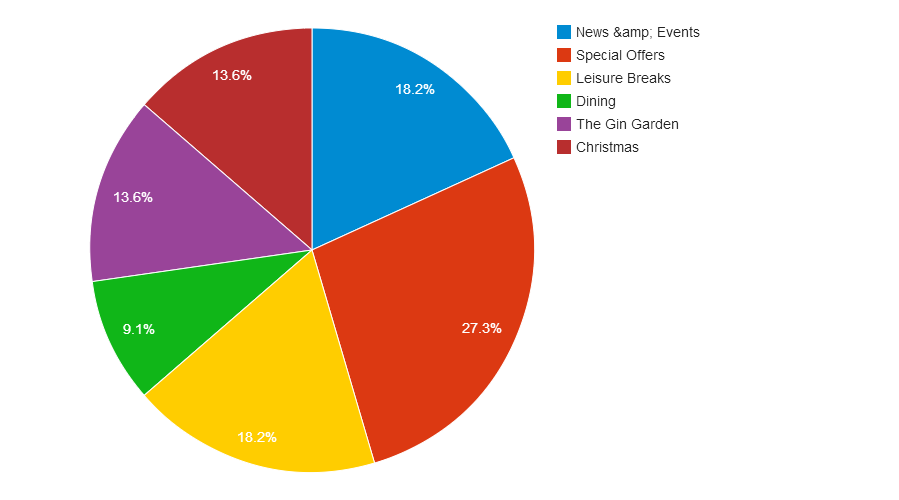 13.6%
18.2%
13.6%
27.3%
9.1%
18.2%
News &amp; Events
Special Offers
Leisure Breaks
Dining
The Gin Garden
Christmas